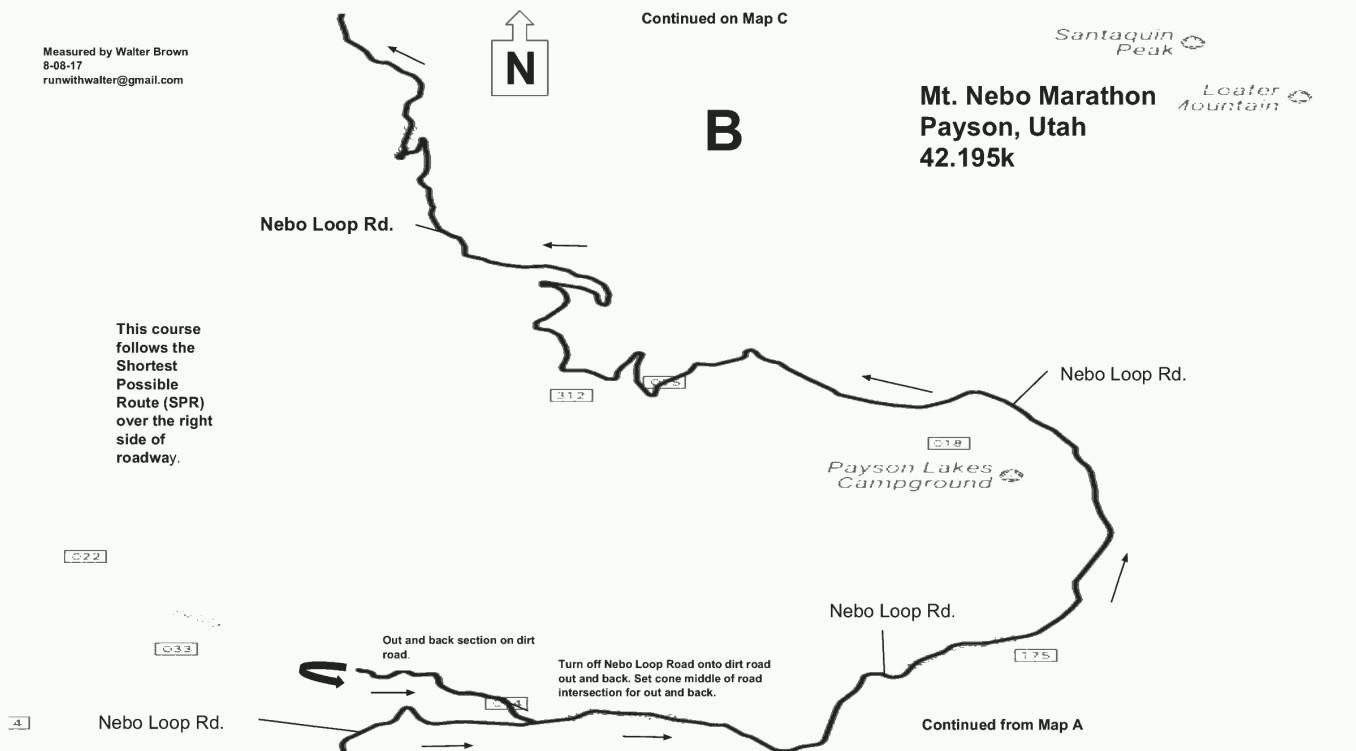 Continued on Map C
Measured by Walter Brown
8-08-17
runwithwalter@gmail.com
N
Santaquin
Peak
Loafer
Mountain
B
Mt. Nebo Marathon
Payson, Utah
42.195k
Nebo Loop Rd.
This course
follows the
Shortest
Possible
Route (SPR)
over the right
side of
roadway.
312
Nebo Loop Rd.
018
Payson Lakes
Campground
022
Nebo Loop Rd.
033
Out and back section on dirt
road.
Turn off Nebo Loop Road onto dirt road
out and back. Set cone middle of road
intersection for out and back.
175
4
Nebo Loop Rd.
Continued from Map A